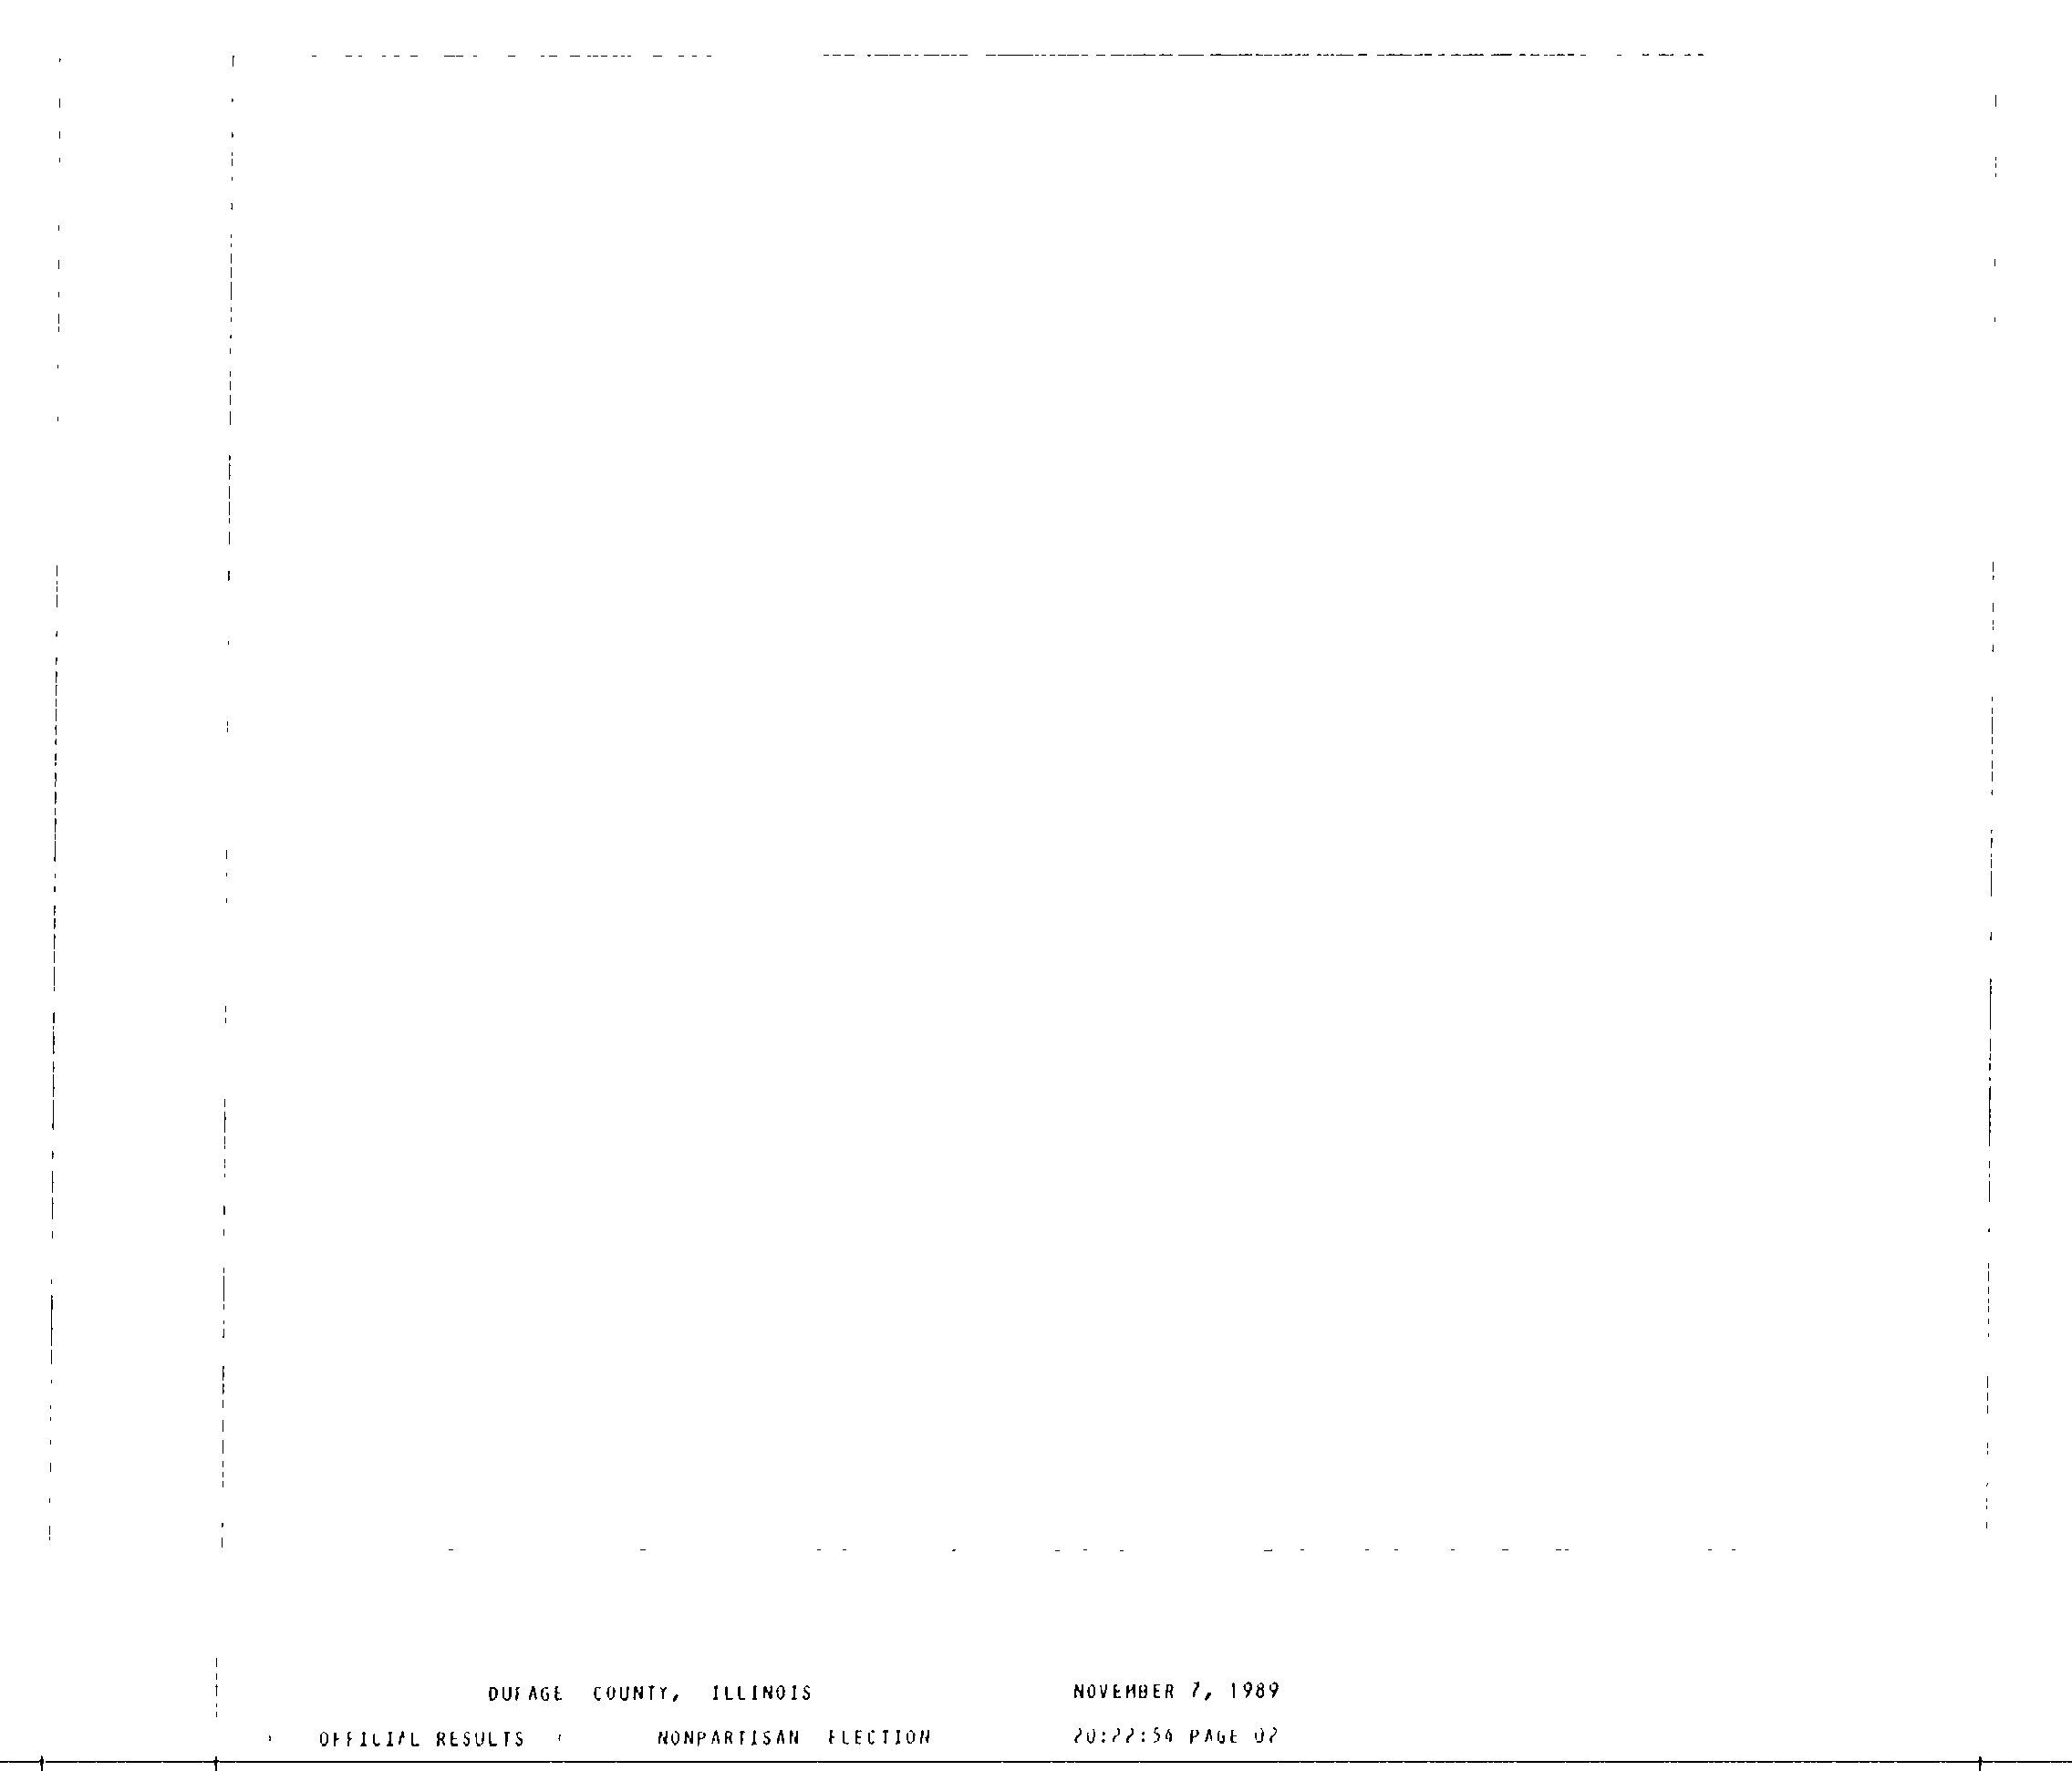 DUPAGE COUNTY, ILLINOIS NOVEMBER 7, 1989
OFFICIAL RESULTS NONPARTISAN ELECTION 20:22:54 PAGE 02